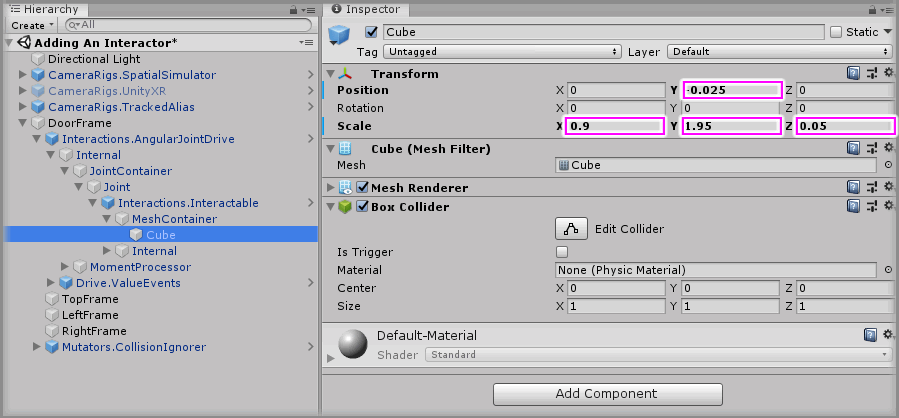 Hierarchy
Create
All
Adding An Interactor*
Directional Light
CameraRigs.SpatialSimulator
CameraRigs.UnityXR
CameraRigs.TrackedAlias
DoorFrame
Interactions.AngularJointDrive
Internal
JointContainer
Joint
Interactions.Interactable
MeshContainer
Cube
Internal
MomentProcessor
Drive.ValueEvents
TopFrame
LeftFrame
RightFrame
Mutators.CollisionIgnorer
Inspector
Cube Static
Tag Untagged Layer Default
Transform
Position X 0 Y -0.025 Z 0
Rotation X 0 Y 0 Z 0
Scale X 0.9 Y 1.95 Z 0.05
Cube (Mesh Filter)
Mesh Cube
Mesh Renderer
Box Collider
Edit Collider
Is Trigger
Material None (Physic Material)
Center X 0 Y 0 Z 0
Size X 1 Y 1 Z 1
Default-Material
Shader Standard
Add Component